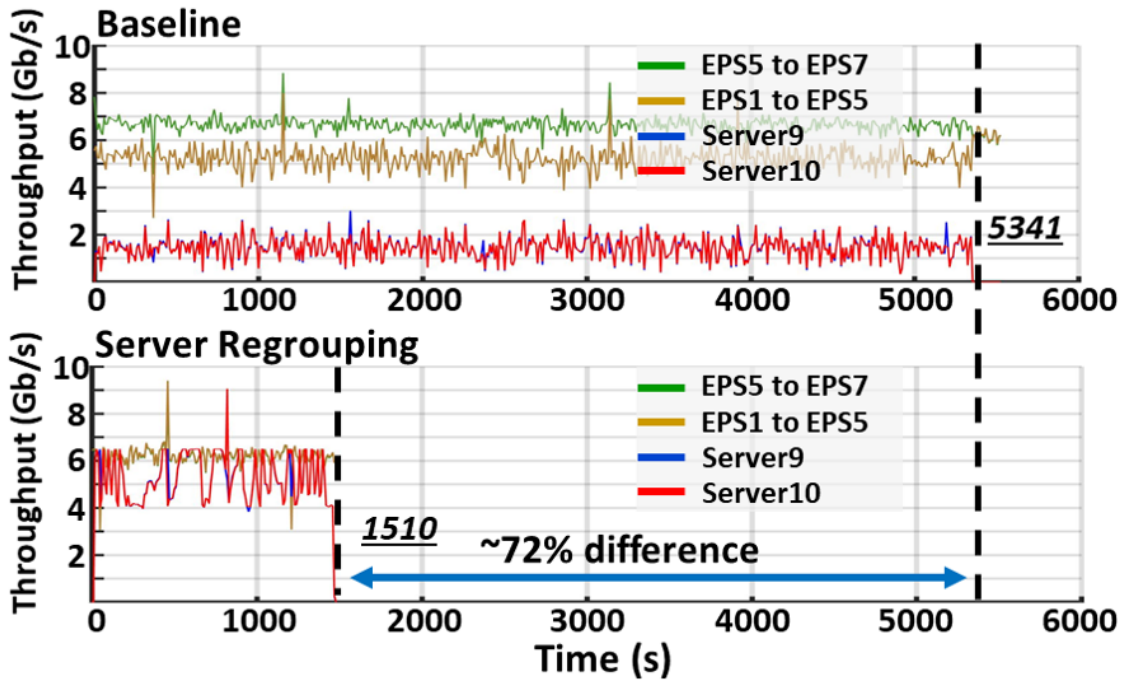 Baseline
Throughput (Gb/s)
10
8
6
4
2
EPS5 to EPS7
EPS1 to EPS5
Server9
Server10
5341
0 1000 2000 3000 4000 5000 6000
Server Regrouping
Throughput (Gb/s)
10
8
6
4
2
EPS5 to EPS7
EPS1 to EPS5
Server9
Server10
1510
~72% difference
0 1000 2000 3000 4000 5000 6000
Time (s)